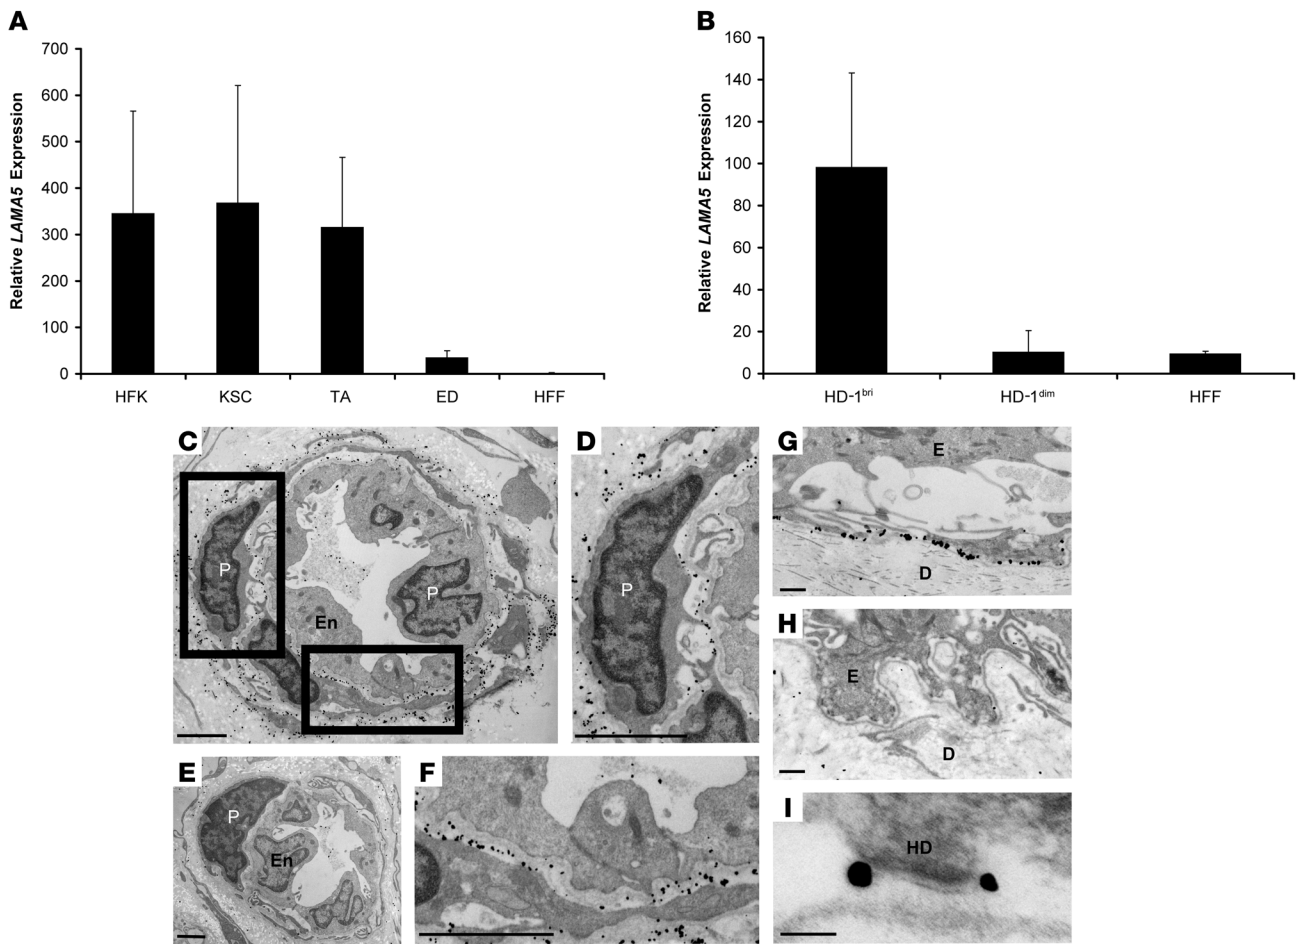 A
Relative LAMA5 Expression
700
600
500
400
300
200
100
0
HFK KSC TA ED HFF
B
Relative LAMA5 Expression
160
140
120
100
80
60
40
20
0
HD-1bri HD-1dim HFF
C
P
P
En
D
P
E
P
En
F
G
E
D
H
E
D
I
HD